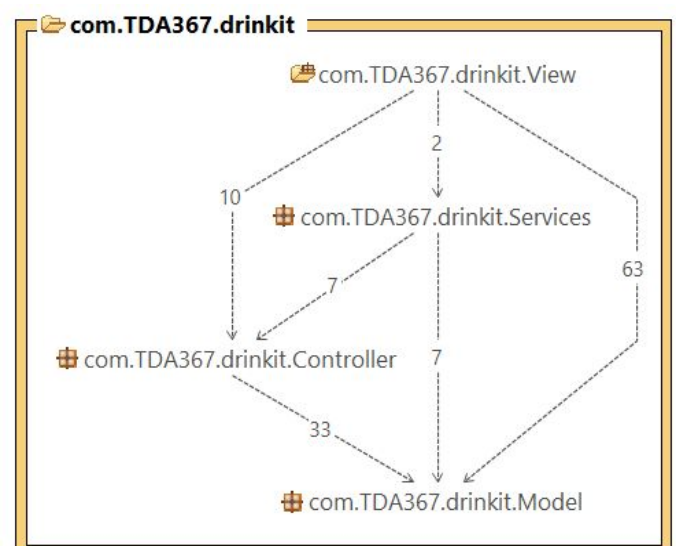 com.TDA367.drinkit
com.TDA367.drinkit.View
2
10
com.TDA367.drinkit.Services
63
7
com.TDA367.drinkit.Controller
7
33
com.TDA367.drinkit.Model